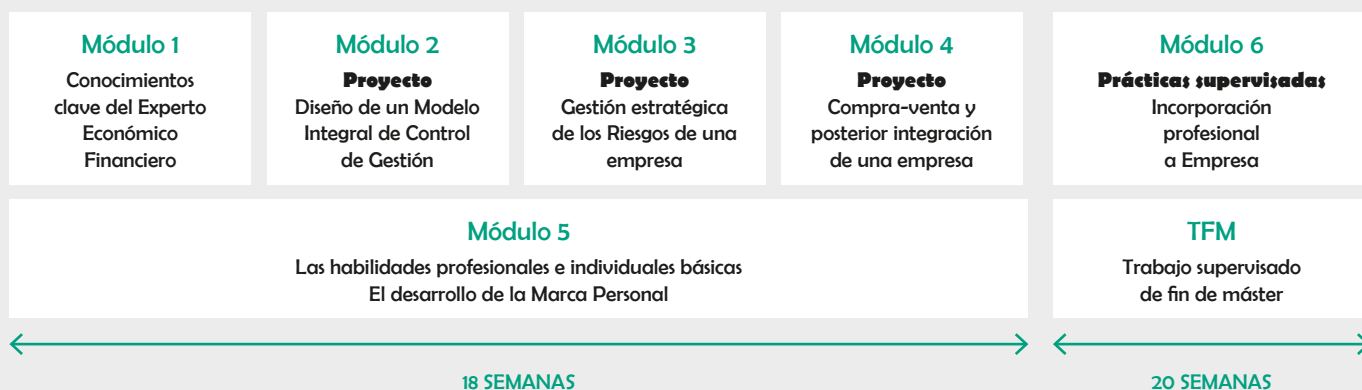 Módulo 1
Conocimientos
clave del Experto
Económico
Financiero
Módulo 2
Proyecto
Diseño de un Modelo
Integral de Control
de Gestión
Módulo 3
Proyecto
Gestión estratégica
de los Riesgos de una
empresa
Módulo 4
Proyecto
Compra-venta y
posterior integración
de una empresa
Módulo 6
Prácticas supervisadas
Incorporación
profesional
a Empresa
Módulo 5
Las habilidades profesionales e individuales básicas
El desarrollo de la Marca Personal
TFM
Trabajo supervisado
de fin de máster
18 SEMANAS
20 SEMANAS